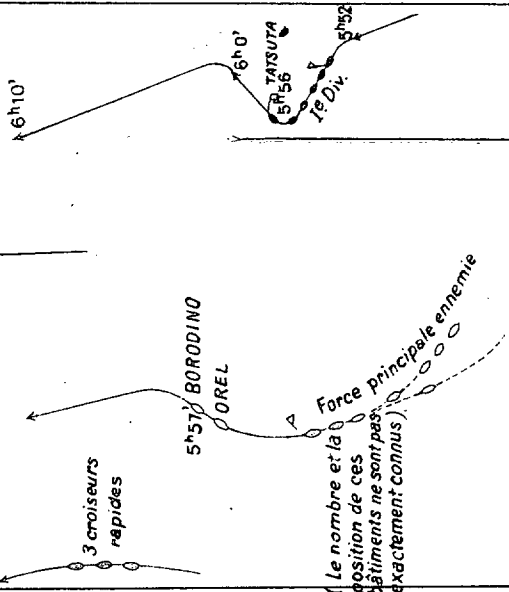 6h10'
6h0'
TATSUTA
5h56
5h52
Ie Div.
5h57' BORODINO
OREL
3 croiseurs
rapides
Force principale ennemie
( Le nombre et la
position de ces
bâtiments ne sont pas
exactement connus )